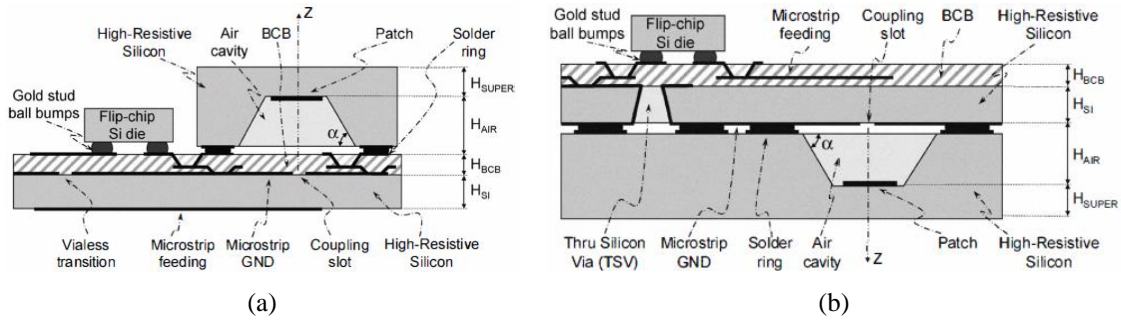 High-Resistive
Silicon
Air
cavity
BCB
Patch
Solder
ring
Z
Gold stud
ball bumps
Flip-chip
Si die
α
H_SUPER
H_AIR
H_BCB
H_SI
Vialess
transition
Microstrip
feeding
Microstrip
GND
Coupling
slot
High-Resistive
Silicon
(a)
Gold stud
ball bumps
Flip-chip
Si die
Microstrip
feeding
Coupling
slot
BCB
High-Resistive
Silicon
H_BCB
H_SI
H_AIR
H_SUPER
α
Thru Silicon
Via (TSV)
Microstrip
GND
Solder
ring
Air
cavity
Z
Patch
High-Resistive
Silicon
(b)